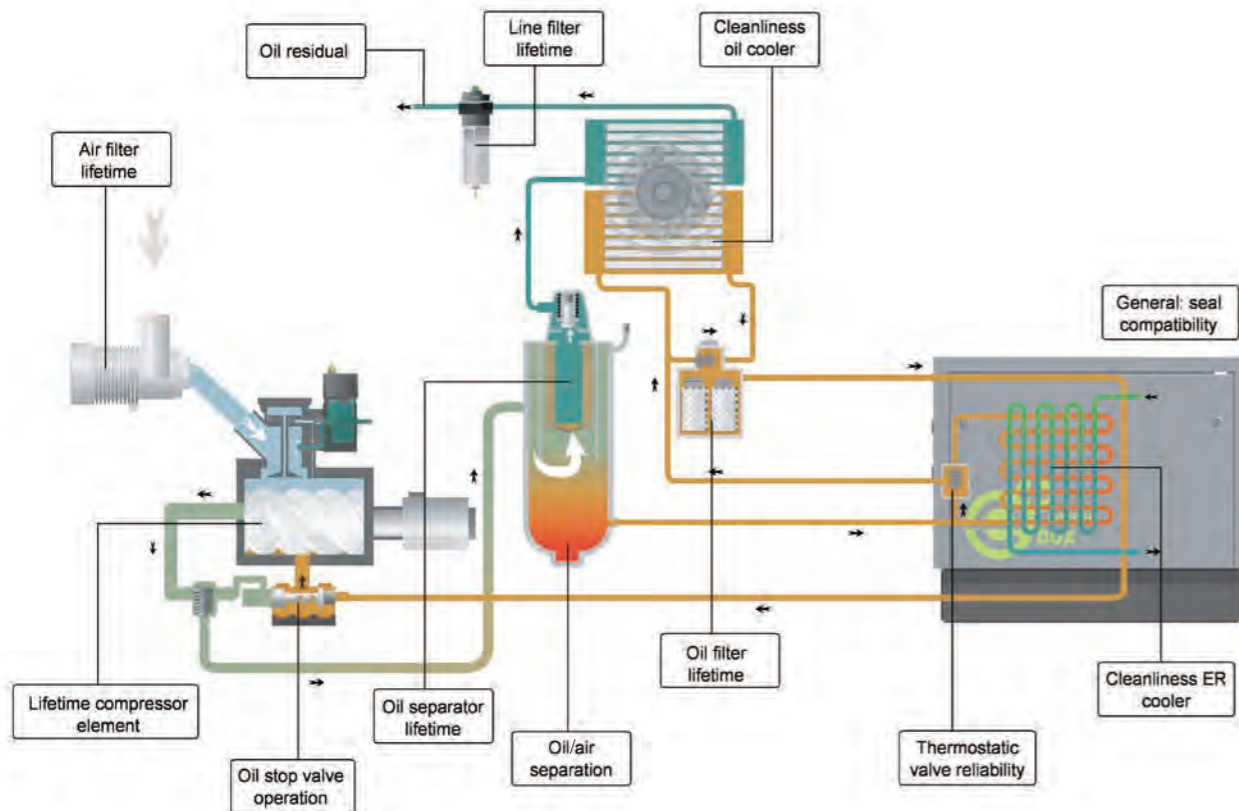 Oil residual
Line filter
lifetime
Cleanliness
oil cooler
Air filter
lifetime
General: seal
compatibility
Lifetime compressor
element
Oil stop valve
operation
Oil separator
lifetime
Oil/air
separation
Oil filter
lifetime
Thermostatic
valve reliability
Cleanliness ER
cooler